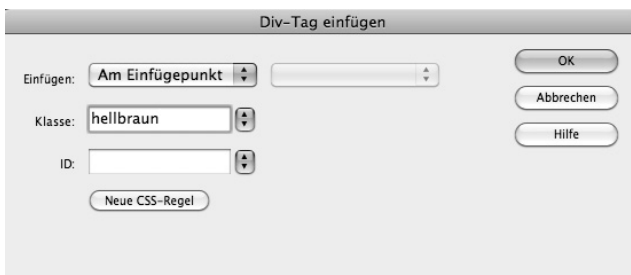 Div-Tag einfügen
Einfügen: Am Einfügepunkt OK
Klasse: hellbraun Abbrechen
ID: Hilfe
Neue CSS-Regel